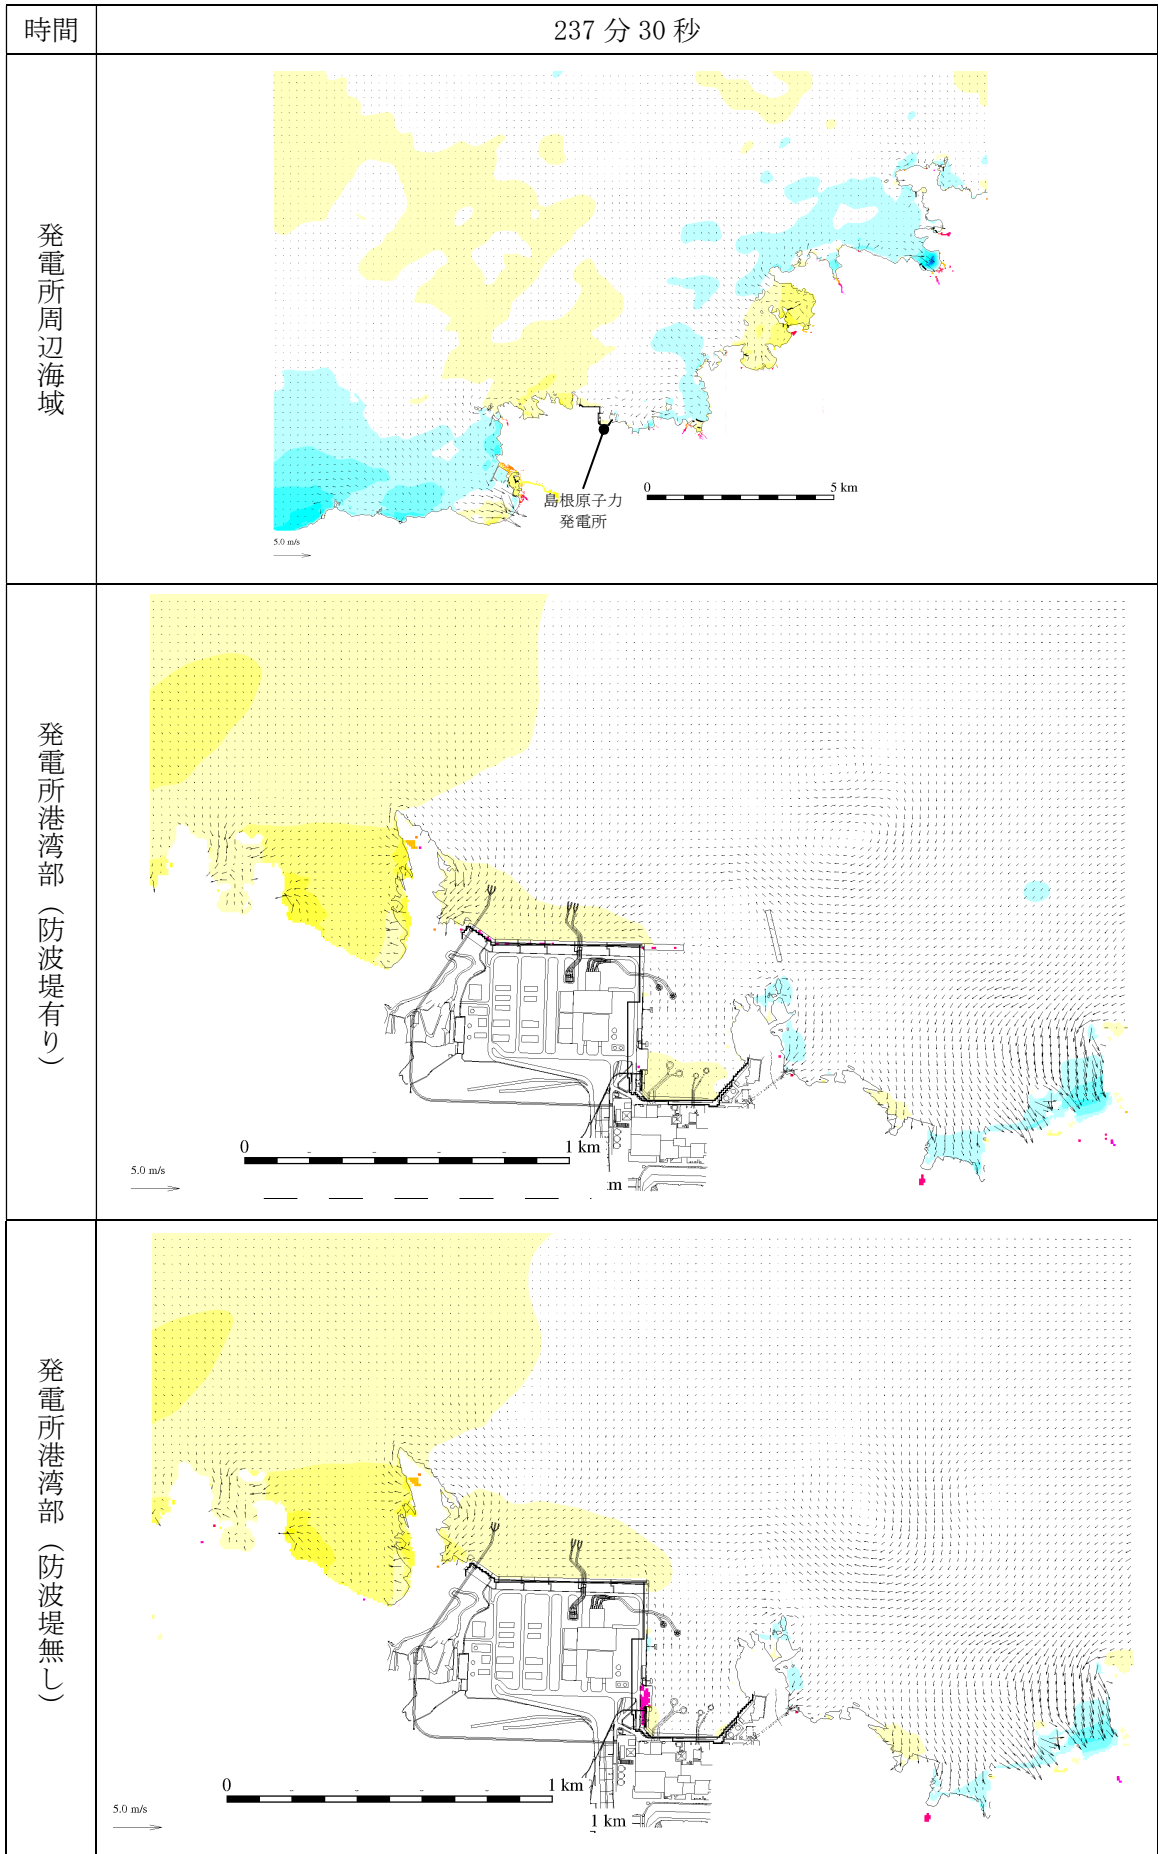 時間
237 分 30 秒
発電所周辺海域
0
5 km
島根原子力
発電所
5.0 m/s
発電所港湾部（防波堤有り）
0
1 km
5.0 m/s
m
発電所港湾部（防波堤無し）
0
1 km
5.0 m/s
1 km